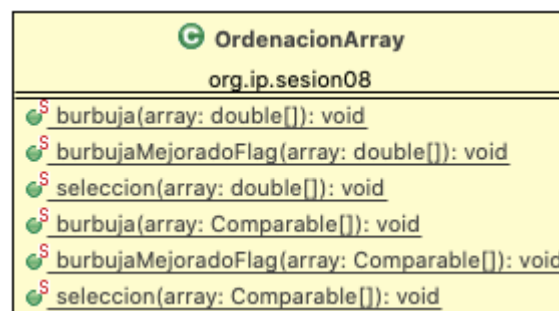 C OrdenacionArray
org.ip.sesion08
S burbuja(array: double[]): void
S burbujaMejoradoFlag(array: double[]): void
S seleccion(array: double[]): void
S burbuja(array: Comparable[]): void
S burbujaMejoradoFlag(array: Comparable[]): void
S seleccion(array: Comparable[]): void